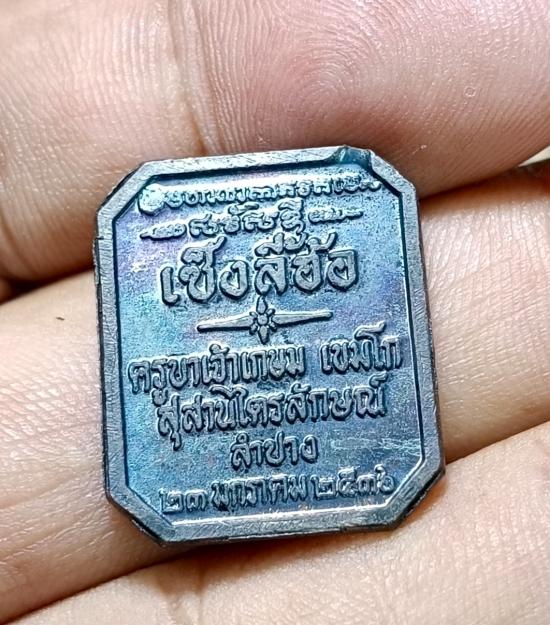 เซ็งลี้ฮ้อ
ครูบาเจ้าเกษม เขมโก
สุสานไตรลักษณ์
ลำปาง
๒๓ มกราคม ๒๕๓๖